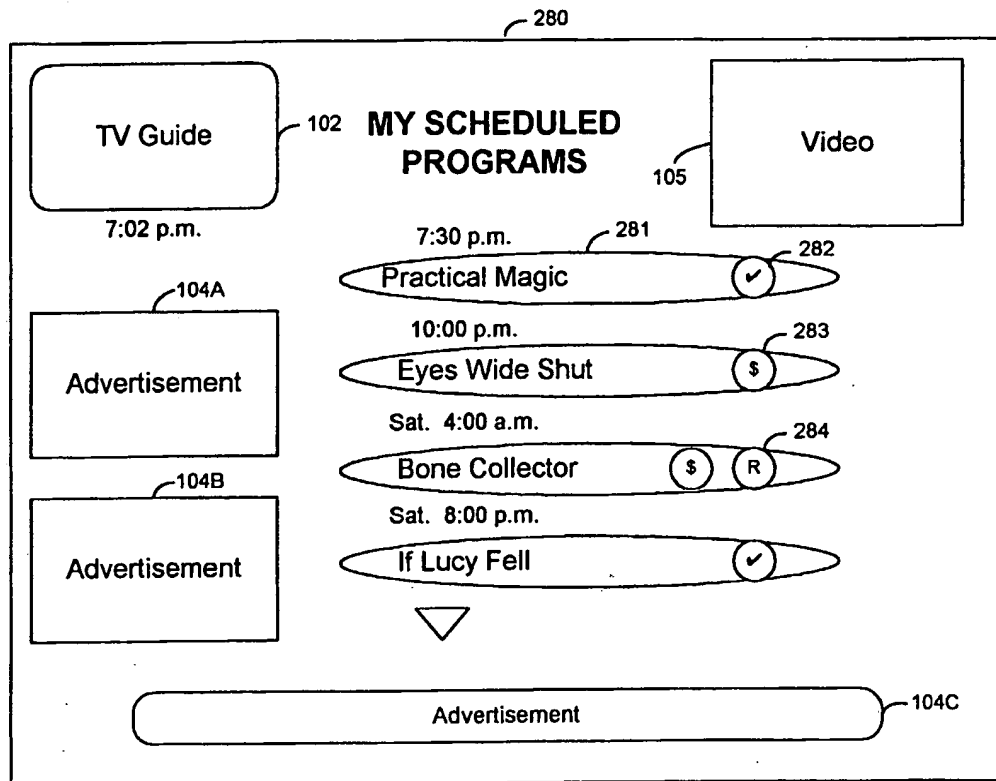 280
TV Guide
102
MY SCHEDULED
PROGRAMS
Video
105
7:02 p.m.
7:30 p.m.
281
Practical Magic
✔
282
104A
Advertisement
10:00 p.m.
Eyes Wide Shut
$
283
Sat. 4:00 a.m.
Bone Collector
$
R
284
104B
Advertisement
Sat. 8:00 p.m.
If Lucy Fell
✔
Advertisement
104C